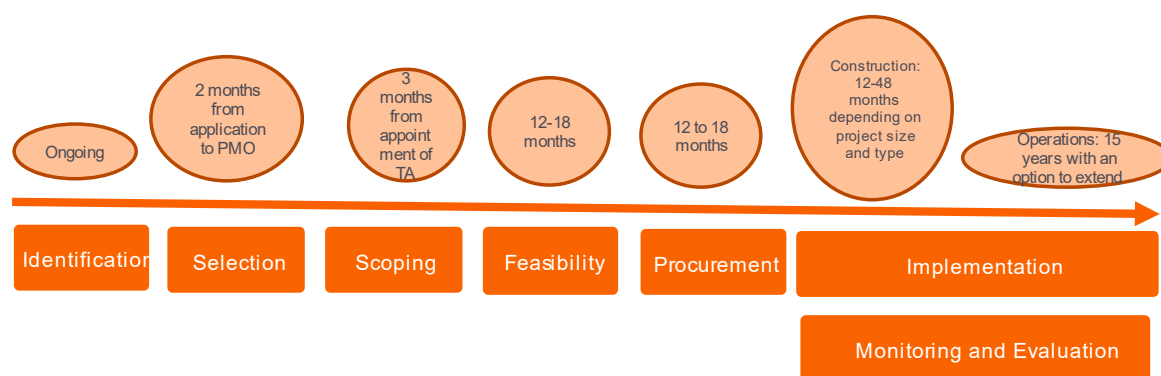 Ongoing
2 months
from
application
to PMO
3
months
from
appoint
ment of
TA
12-18
months
12 to 18
months
Construction:
12-48
months
depending on
project size
and type
Operations: 15
years with an
option to extend
Identification
Selection
Scoping
Feasibility
Procurement
Implementation
Monitoring and Evaluation